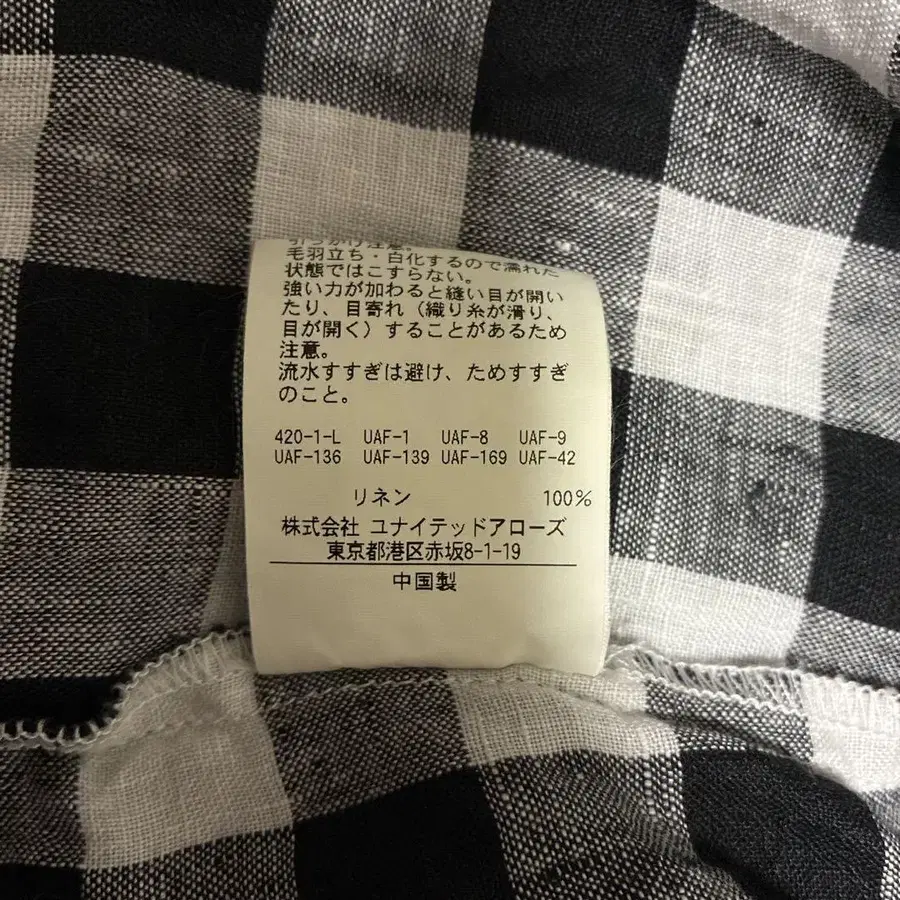 引っかけ注意。
毛羽立ち・白化するので濡れた
状態ではこすらない。
強い力が加わると縫い目が開い
たり、目寄れ（織り糸が滑り、
目が開く）することがあるため
注意。
流水すすぎは避け、ためすすぎ
のこと。
420-1-L UAF-1 UAF-8 UAF-9
UAF-136 UAF-139 UAF-169 UAF-42
リネン 100%
株式会社 ユナイテッドアローズ
東京都港区赤坂8-1-19
中国製